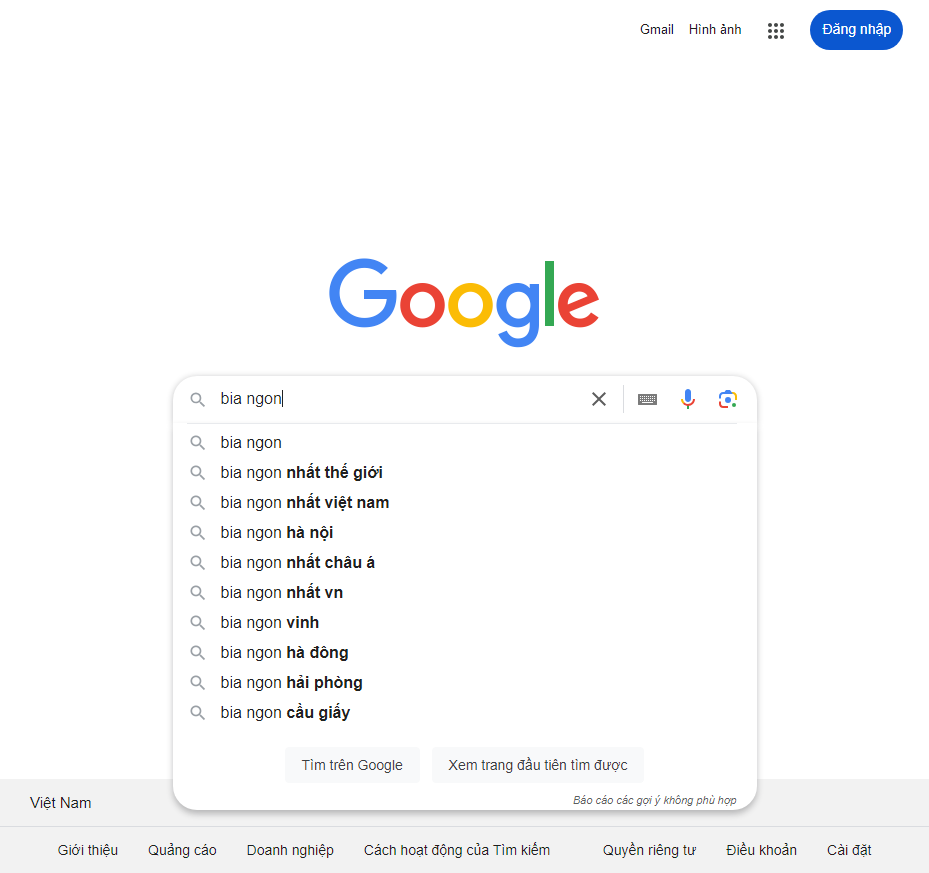 Gmail Hình ảnh Đăng nhập
Google
bia ngon
bia ngon
bia ngon nhất thế giới
bia ngon nhất việt nam
bia ngon hà nội
bia ngon nhất châu á
bia ngon nhất vn
bia ngon vinh
bia ngon hà đông
bia ngon hải phòng
bia ngon cầu giấy
Tìm trên Google Xem trang đầu tiên tìm được
Báo cáo các gợi ý không phù hợp
Việt Nam
Giới thiệu Quảng cáo Doanh nghiệp Cách hoạt động của Tìm kiếm Quyền riêng tư Điều khoản Cài đặt